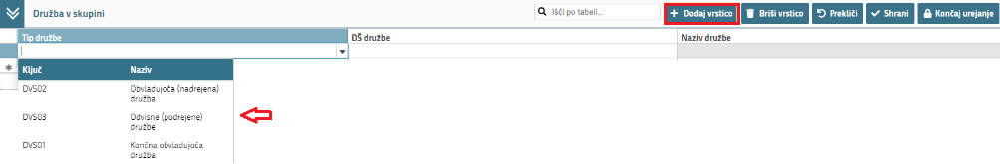 Družba v skupini
Išči po tabeli...
+ Dodaj vrstico
Briši vrstico
Prekliči
Shrani
Končaj urejanje
Tip družbe
DŠ družbe
Naziv družbe
Ključ
Naziv
DVS02
Obvladujoča (nadrejena)
družba
DVS03
Odvisne (podrejene)
družbe
DVS01
Končna obvladujoča
družba